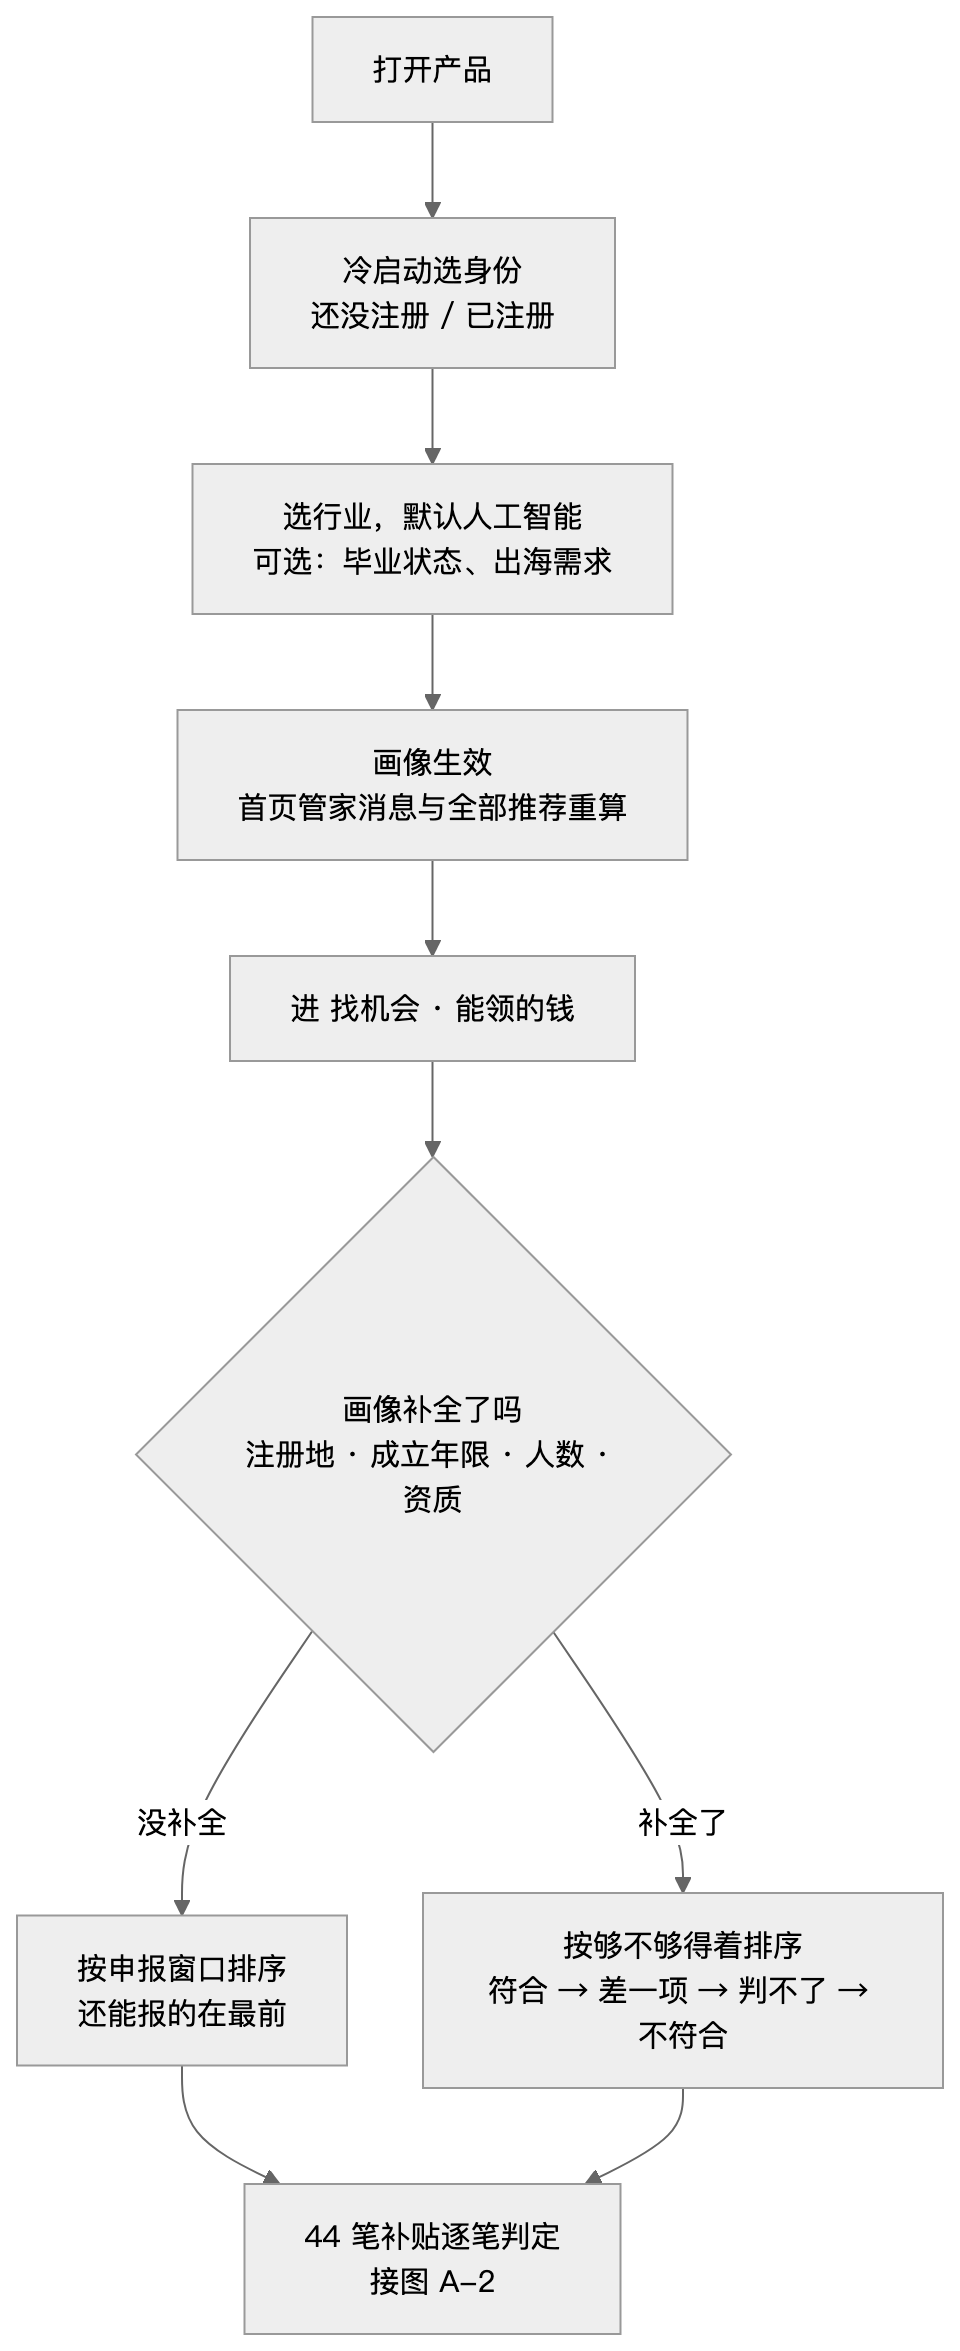 打开产品
冷启动选身份
还没注册 / 已注册
选行业，默认人工智能
可选：毕业状态、出海需求
画像生效
首页管家消息与全部推荐重算
进 找机会 · 能领的钱
画像补全了吗
注册地 · 成立年限 · 人数 ·
资质
没补全
补全了
按申报窗口排序
还能报的在最前
按够不够得着排序
符合 → 差一项 → 判不了 →
不符合
44 笔补贴逐笔判定
接图 A-2